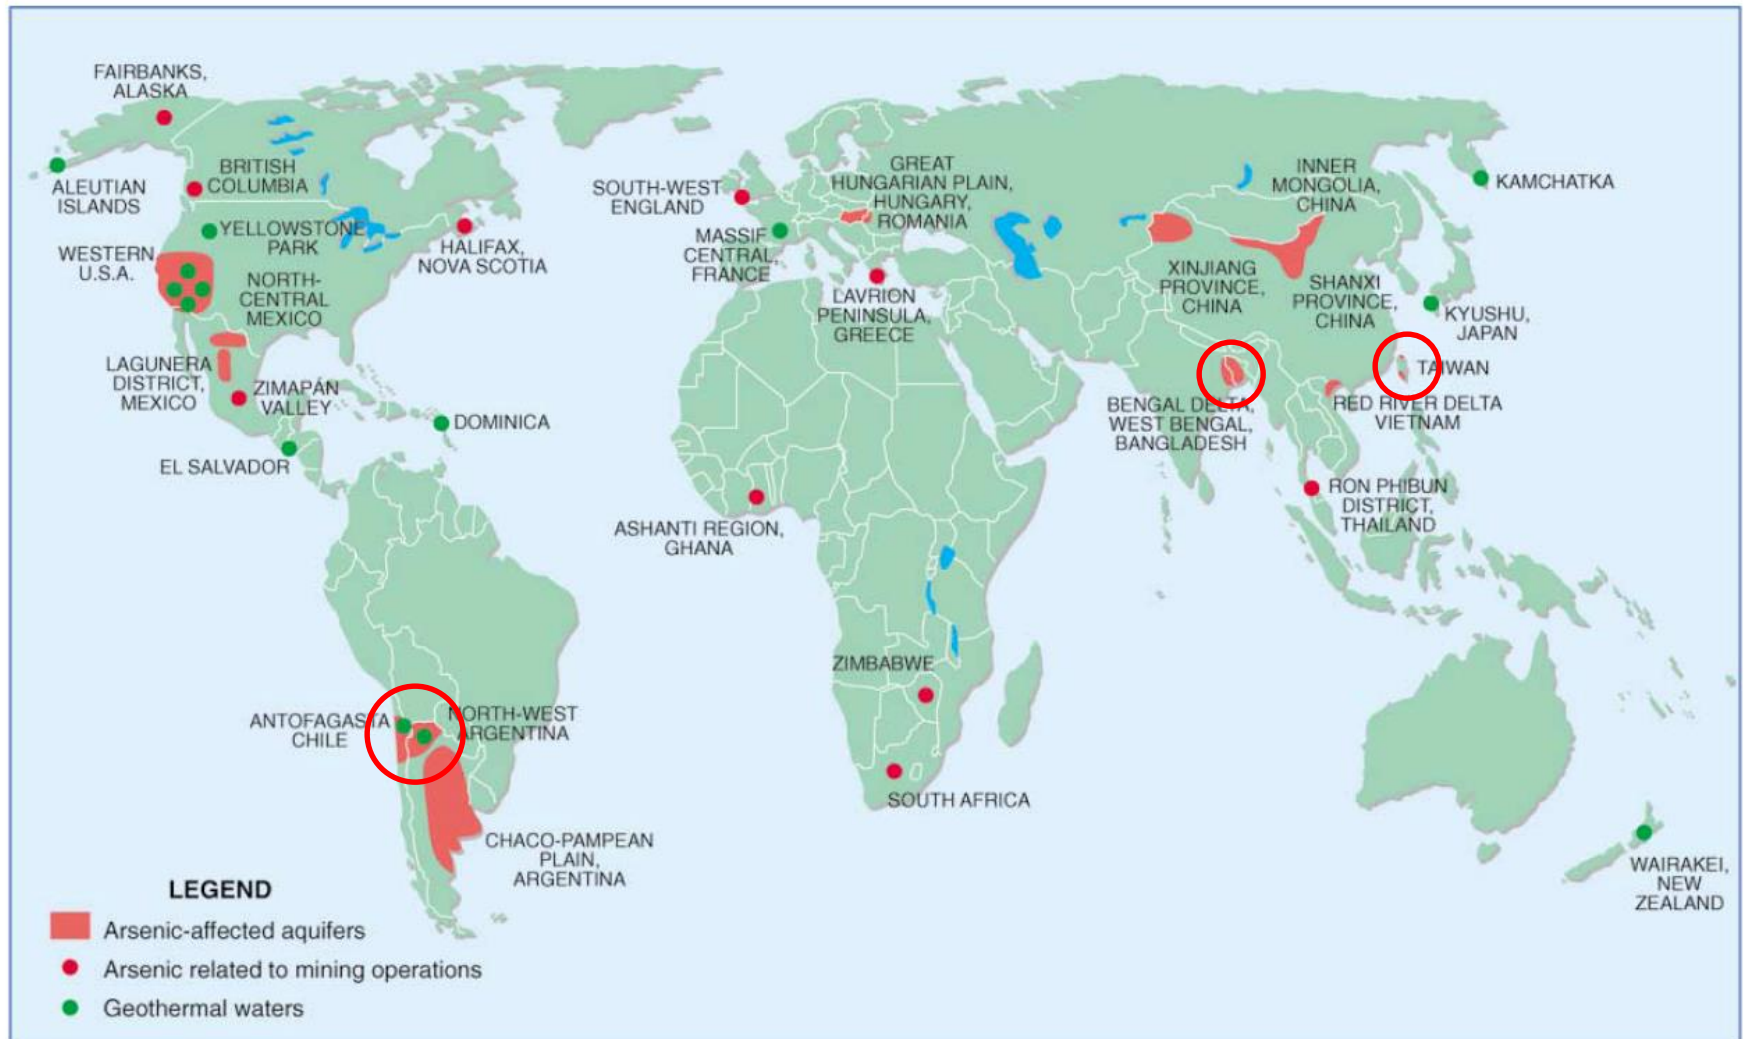 FAIRBANKS,
ALASKA
ALEUTIAN
ISLANDS
BRITISH
COLUMBIA
YELLOWSTONE
PARK
WESTERN
U.S.A.
HALIFAX,
NOVA SCOTIA
NORTH-
CENTRAL
MEXICO
LAGUNERA
DISTRICT,
MEXICO
ZIMAPÁN
VALLEY
DOMINICA
EL SALVADOR
ANTOFAGASTA
CHILE
NORTH-WEST
ARGENTINA
CHACO-PAMPEAN
PLAIN,
ARGENTINA
SOUTH-WEST
ENGLAND
MASSIF
CENTRAL,
FRANCE
GREAT
HUNGARIAN PLAIN,
HUNGARY,
ROMANIA
LAVRION
PENINSULA,
GREECE
ASHANTI REGION,
GHANA
ZIMBABWE
SOUTH AFRICA
INNER
MONGOLIA,
CHINA
KAMCHATKA
XINJIANG
PROVINCE,
CHINA
SHANXI
PROVINCE,
CHINA
KYUSHU,
JAPAN
TAIWAN
BENGAL DELTA,
WEST BENGAL,
BANGLADESH
RED RIVER DELTA
VIETNAM
RON PHIBUN
DISTRICT,
THAILAND
WAIRAKEI,
NEW
ZEALAND
LEGEND
Arsenic-affected aquifers
Arsenic related to mining operations
Geothermal waters